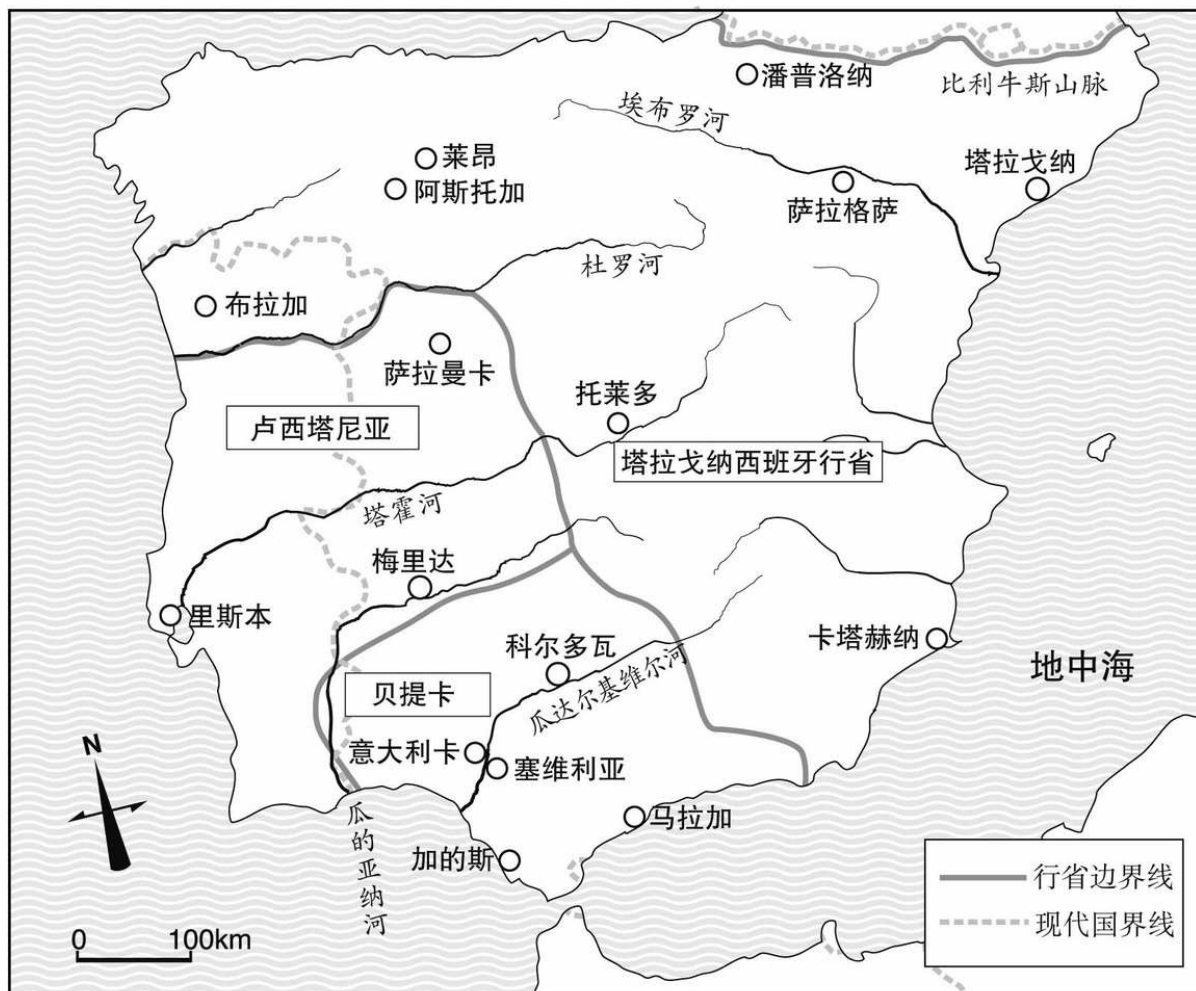 潘普洛纳
比利牛斯山脉
埃布罗河
莱昂
阿斯托加
塔拉戈纳
萨拉格萨
杜罗河
布拉加
萨拉曼卡
托莱多
卢西塔尼亚
塔拉戈纳西班牙行省
塔霍河
梅里达
里斯本
科尔多瓦
卡塔赫纳
地中海
贝提卡
瓜达尔基维尔河
意大利卡
塞维利亚
N
马拉加
瓜的亚纳河
加的斯
行省边界线
现代国界线
0 100km